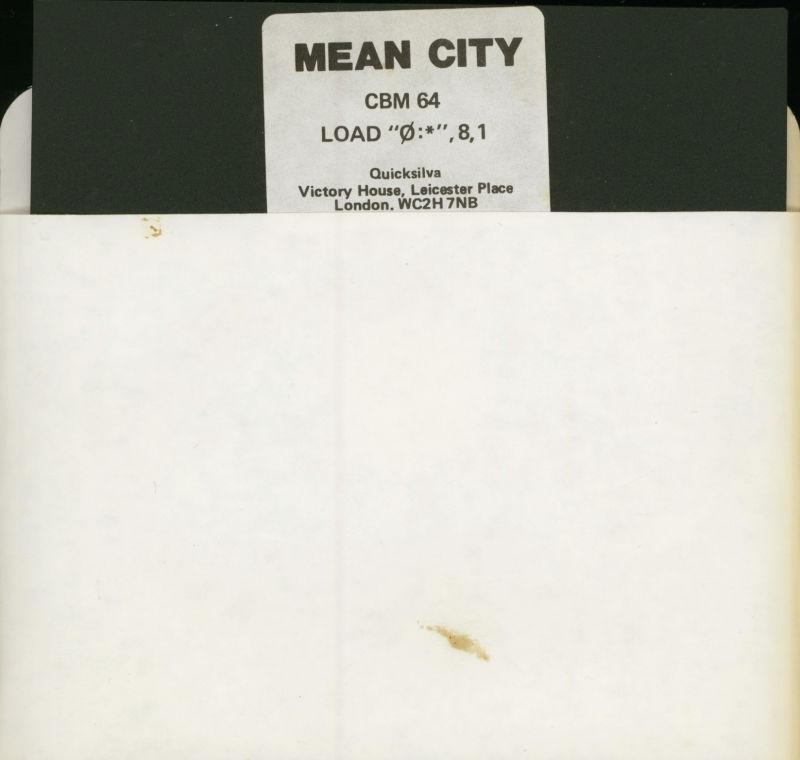 MEAN CITY
CBM 64
LOAD “Ø:*”, 8,1
Quicksilva
Victory House, Leicester Place
London. WC2H 7NB